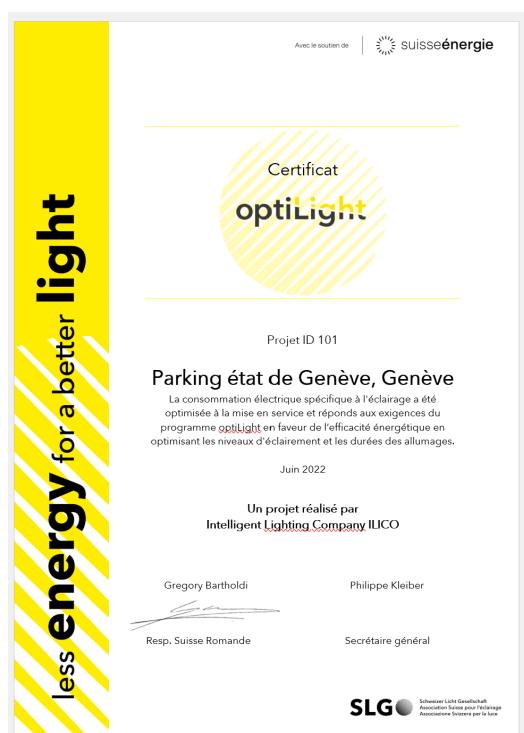 Avec le soutien de
suisseénergie
Certificat
optiLight
less energy for a better light
Projet ID 101
Parking état de Genève, Genève
La consommation électrique spécifique à l'éclairage a été
optimisée à la mise en service et réponds aux exigences du
programme optiLight en faveur de l'efficacité énergétique en
optimisant les niveaux d'éclairement et les durées des allumages.
Juin 2022
Un projet réalisé par
Intelligent Lighting Company ILICO
Gregory Bartholdi
Philippe Kleiber
Resp. Suisse Romande
Secrétaire général
SLG
Schweizer Licht Gesellschaft
Association Suisse pour l'éclairage
Associazione Svizzera per la luce